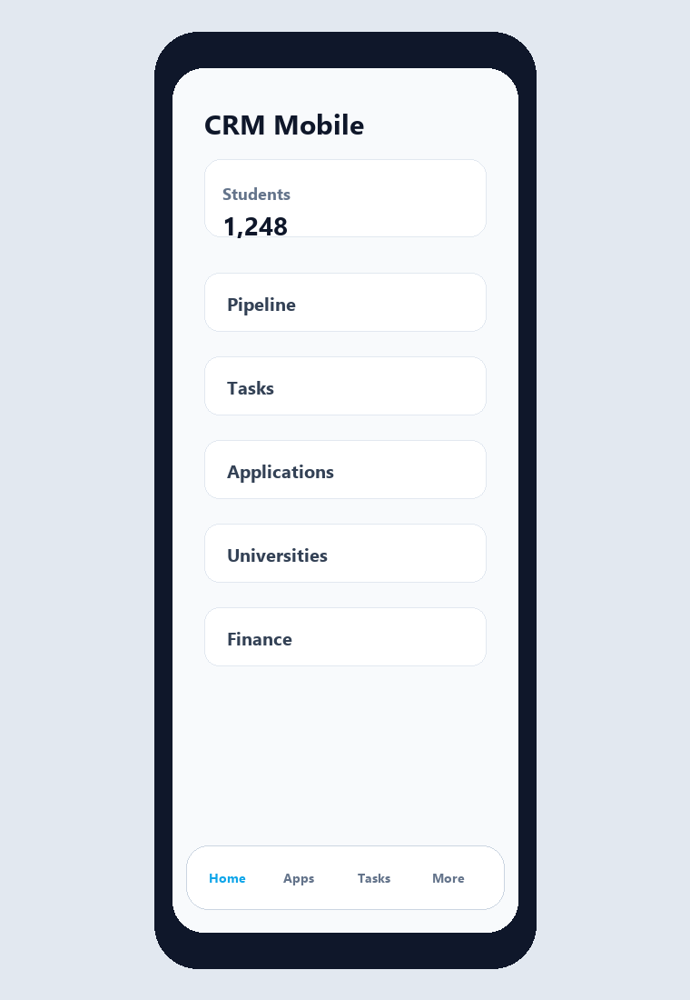 CRM Mobile
Students
1,248
Pipeline
Tasks
Applications
Universities
Finance
Home Apps Tasks More